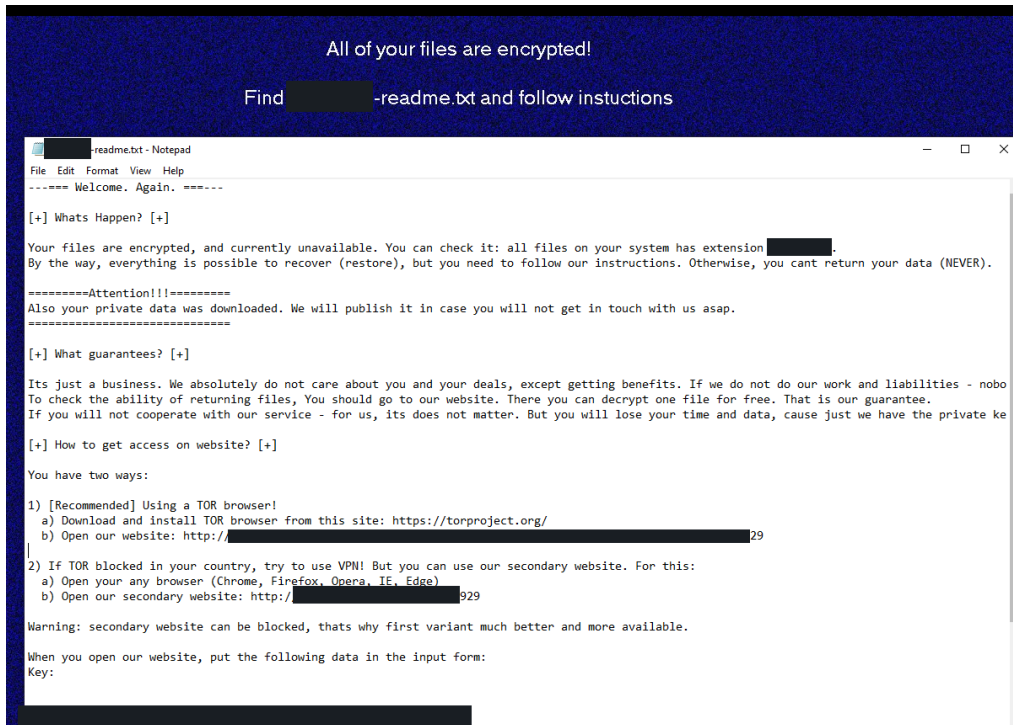 All of your files are encrypted!
Find -readme.txt and follow instuctions
-readme.txt - Notepad
File Edit Format View Help
---=== Welcome. Again. ===---
[+] Whats Happen? [+]
Your files are encrypted, and currently unavailable. You can check it: all files on your system has extension .
By the way, everything is possible to recover (restore), but you need to follow our instructions. Otherwise, you cant return your data (NEVER).
=========Attention!!!=========
Also your private data was downloaded. We will publish it in case you will not get in touch with us asap.
==============================
[+] What guarantees? [+]
Its just a business. We absolutely do not care about you and your deals, except getting benefits. If we do not do our work and liabilities - nobo
To check the ability of returning files, You should go to our website. There you can decrypt one file for free. That is our guarantee.
If you will not cooperate with our service - for us, its does not matter. But you will lose your time and data, cause just we have the private ke
[+] How to get access on website? [+]
You have two ways:
1) [Recommended] Using a TOR browser!
a) Download and install TOR browser from this site: https://torproject.org/
b) Open our website: http:// 29
2) If TOR blocked in your country, try to use VPN! But you can use our secondary website. For this:
a) Open your any browser (Chrome, Firefox, Opera, IE, Edge)
b) Open our secondary website: http:/ 929
Warning: secondary website can be blocked, thats why first variant much better and more available.
When you open our website, put the following data in the input form:
Key: